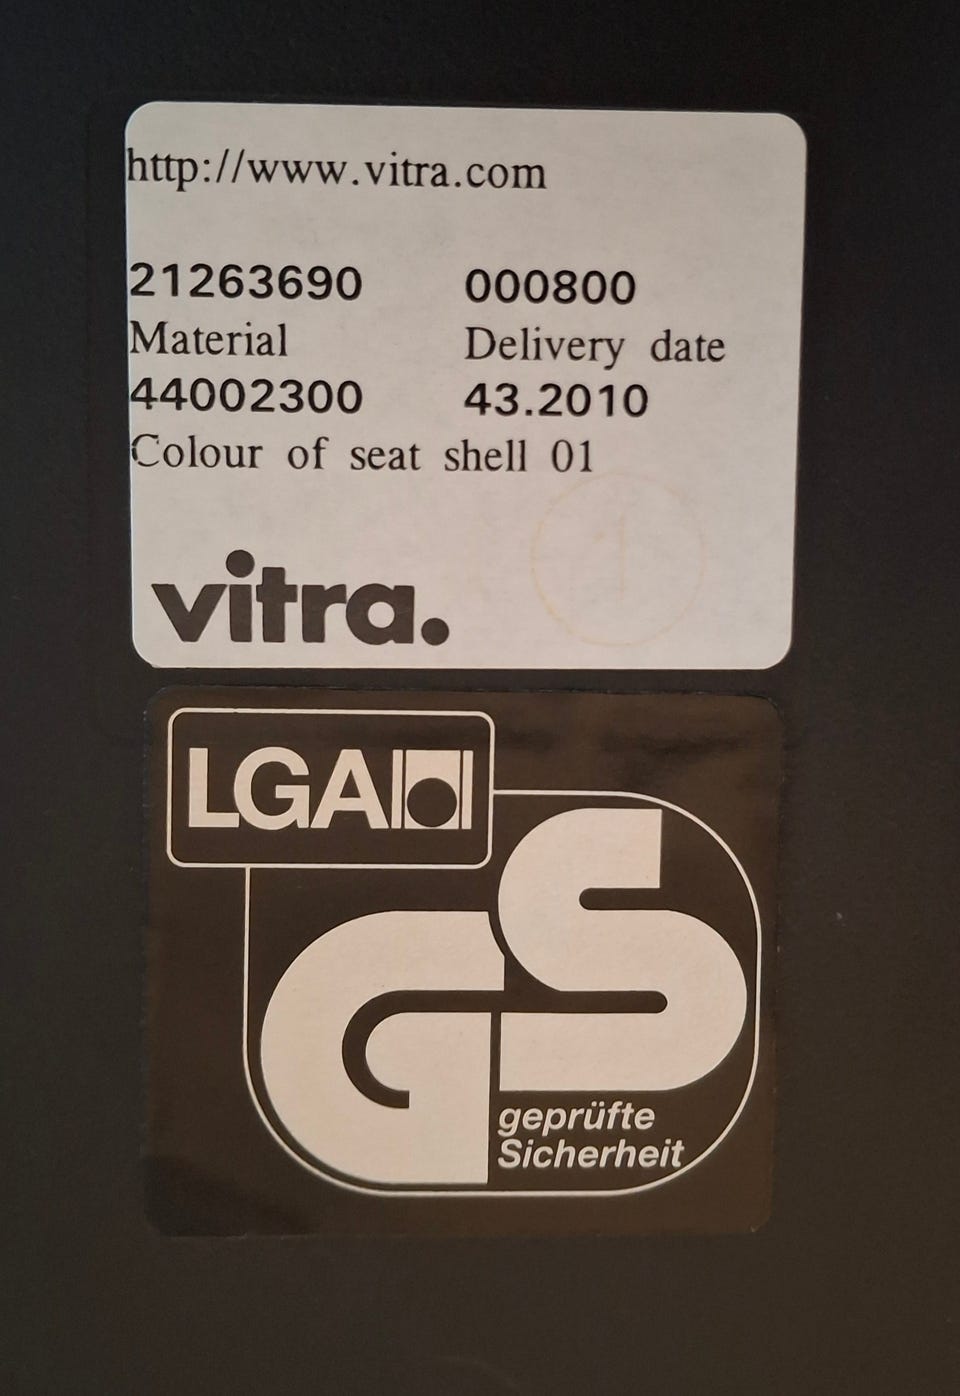 http://www.vitra.com
21263690 000800
Material Delivery date
44002300 43.2010
Colour of seat shell 01
1
vitra.
LGA
GS
geprüfte
Sicherheit